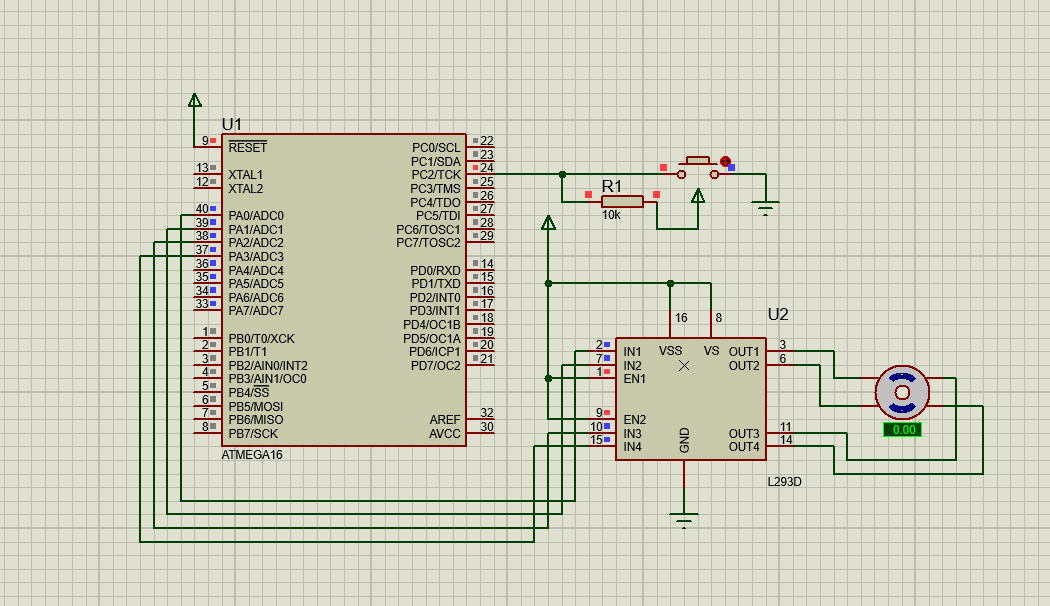 U1
9 RESET
13 XTAL1
12 XTAL2
40 PA0/ADC0
39 PA1/ADC1
38 PA2/ADC2
37 PA3/ADC3
36 PA4/ADC4
35 PA5/ADC5
34 PA6/ADC6
33 PA7/ADC7
1 PB0/T0/XCK
2 PB1/T1
3 PB2/AIN0/INT2
4 PB3/AIN1/OC0
5 PB4/SS
6 PB5/MOSI
7 PB6/MISO
8 PB7/SCK
PC0/SCL 22
PC1/SDA 23
PC2/TCK 24
PC3/TMS 25
PC4/TDO 26
PC5/TDI 27
PC6/TOSC1 28
PC7/TOSC2 29
PD0/RXD 14
PD1/TXD 15
PD2/INT0 16
PD3/INT1 17
PD4/OC1B 18
PD5/OC1A 19
PD6/ICP1 20
PD7/OC2 21
AREF 32
AVCC 30
ATMEGA16
R1
10k
U2
16 8
VSS VS
2 IN1
7 IN2
1 EN1
9 EN2
10 IN3
15 IN4
OUT1 3
OUT2 6
OUT3 11
OUT4 14
GND
L293D
0.00